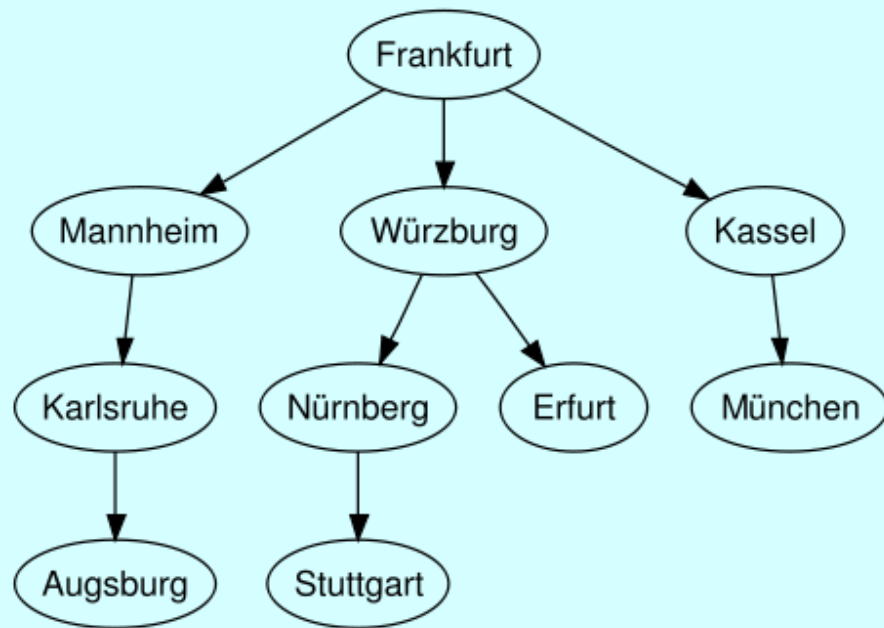 Frankfurt
Mannheim
Würzburg
Kassel
Karlsruhe
Nürnberg
Erfurt
München
Augsburg
Stuttgart